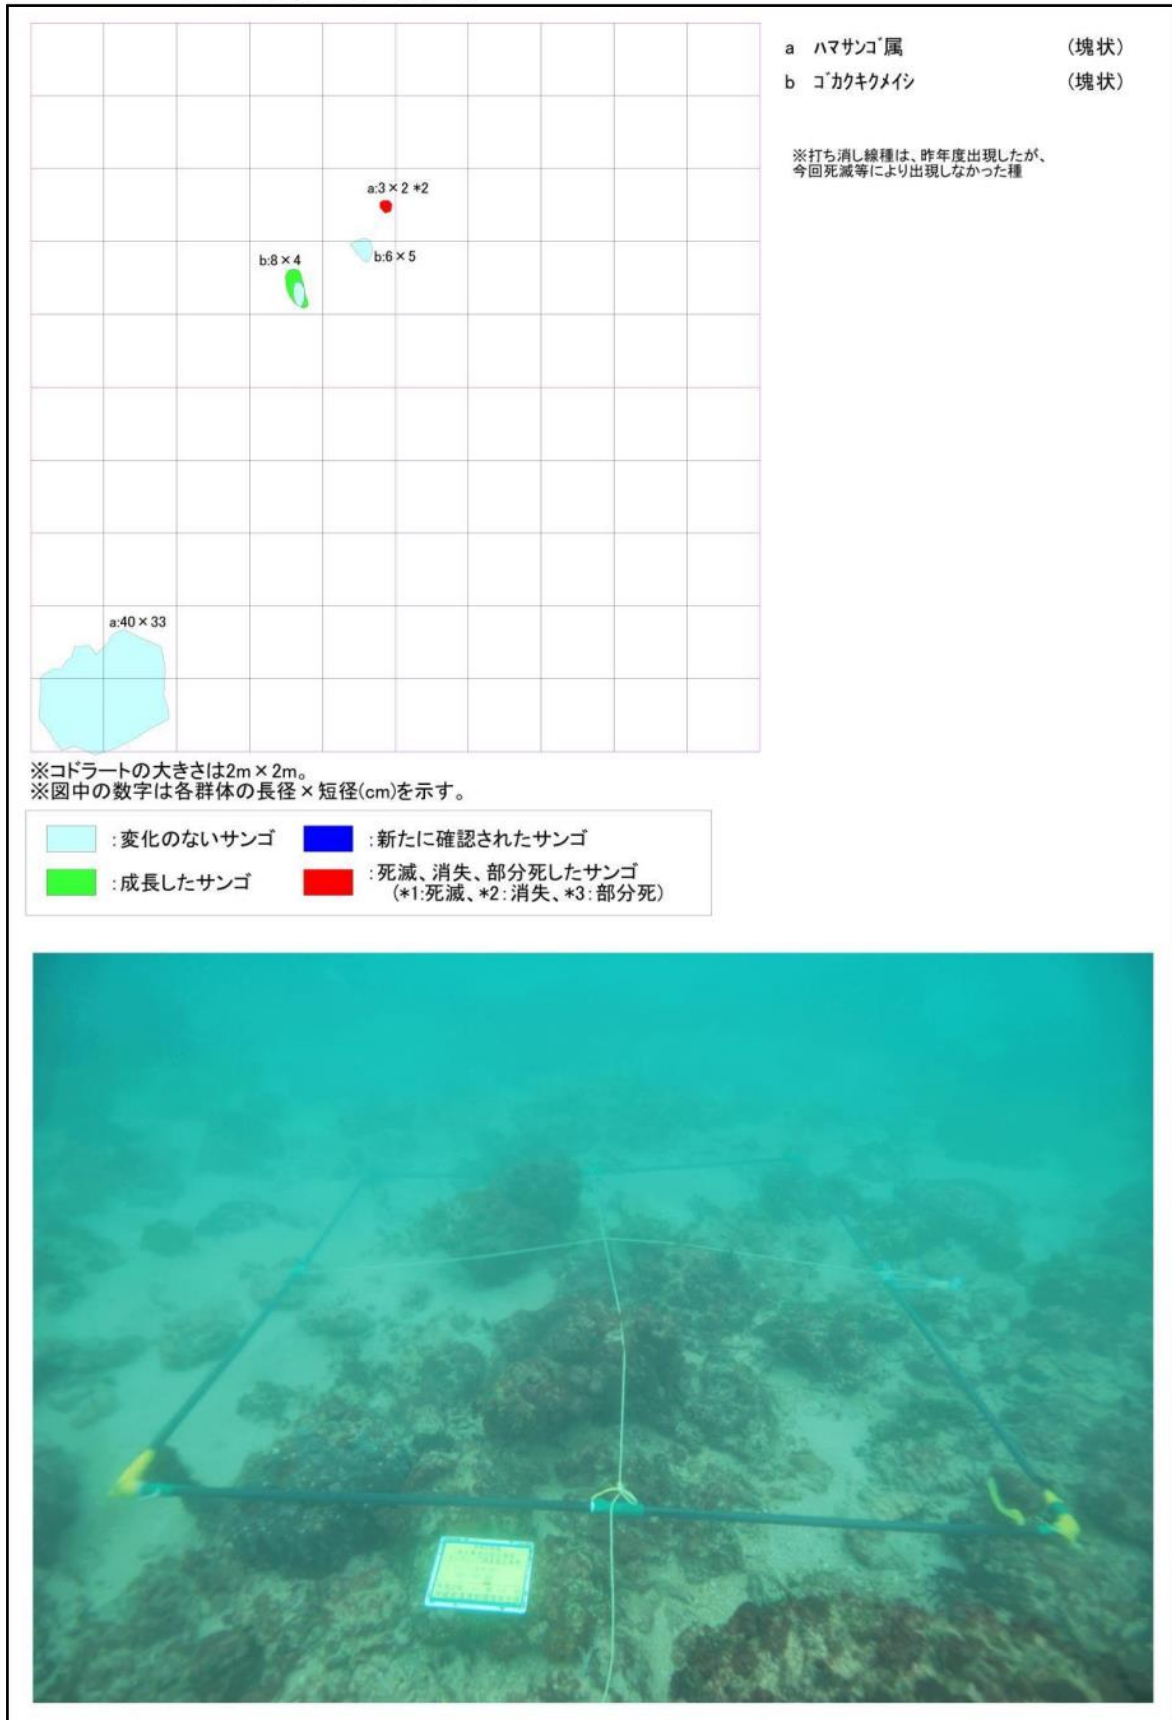 a ハマサンゴ属 (塊状)
b ゴカクキクメイシ (塊状)
※打ち消し線種は、昨年度出現したが、
今回死滅等により出現しなかった種
a:3×2 *2
b:6×5
b:8×4
a:40×33
※コドラートの大きさは2m×2m。
※図中の数字は各群体の長径×短径(cm)を示す。
:変化のないサンゴ
:新たに確認されたサンゴ
:成長したサンゴ
:死滅、消失、部分死したサンゴ
(*1:死滅、*2:消失、*3:部分死)